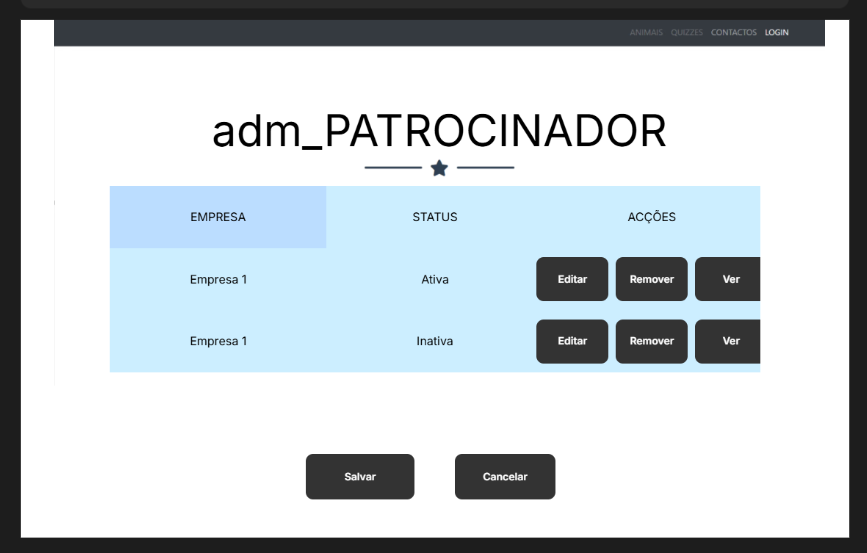 ANIMAIS QUIZZES CONTACTOS LOGIN
adm_PATROCINADOR
EMPRESA STATUS ACÇÕES
Empresa 1 Ativa Editar Remover Ver
Empresa 1 Inativa Editar Remover Ver
Salvar Cancelar